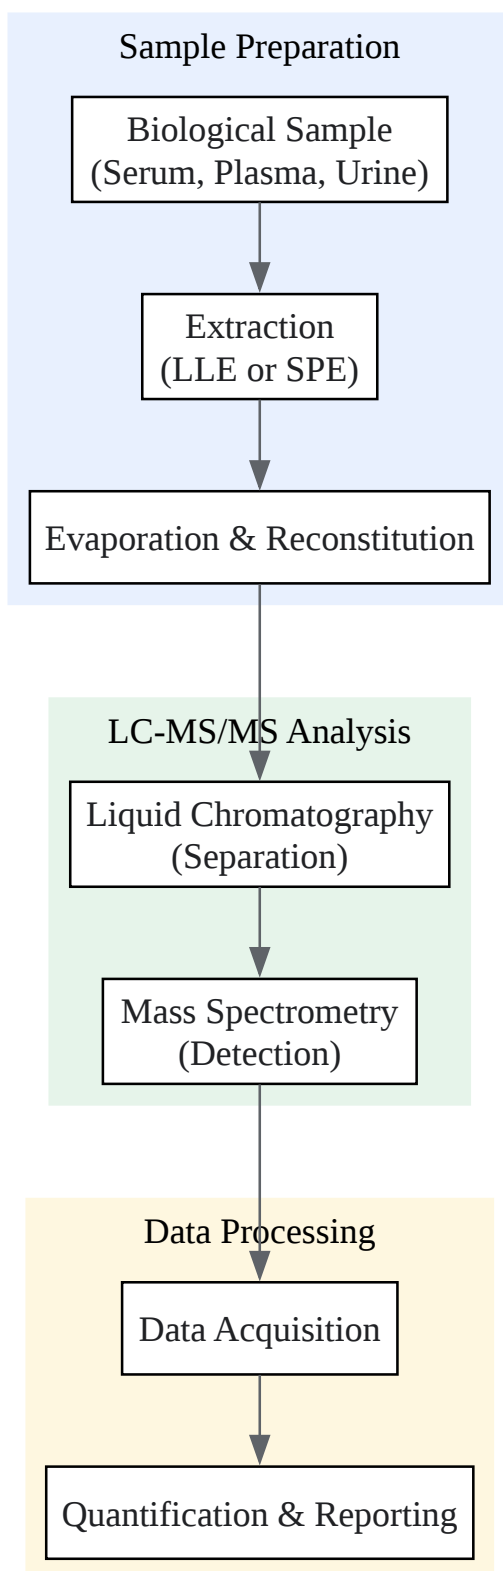 Sample Preparation
Biological Sample
(Serum, Plasma, Urine)
Extraction
(LLE or SPE)
Evaporation & Reconstitution
LC-MS/MS Analysis
Liquid Chromatography
(Separation)
Mass Spectrometry
(Detection)
Data Processing
Data Acquisition
Quantification & Reporting